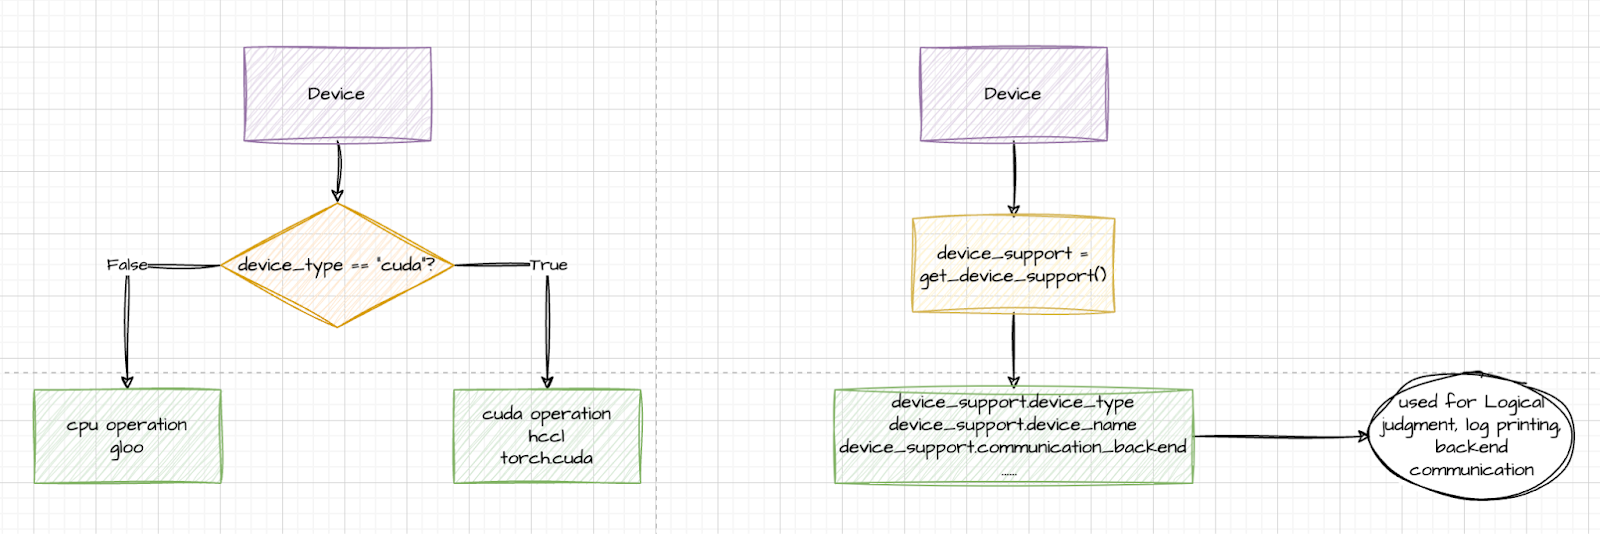 Device
device_type == "cuda"?
False
True
cpu operation
gloo
cuda operation
hccl
torch.cuda
Device
device_support =
get_device_support()
device_support.device_type
device_support.device_name
device_support.communication_backend
......
used for Logical
judgment, log printing,
backend
communication